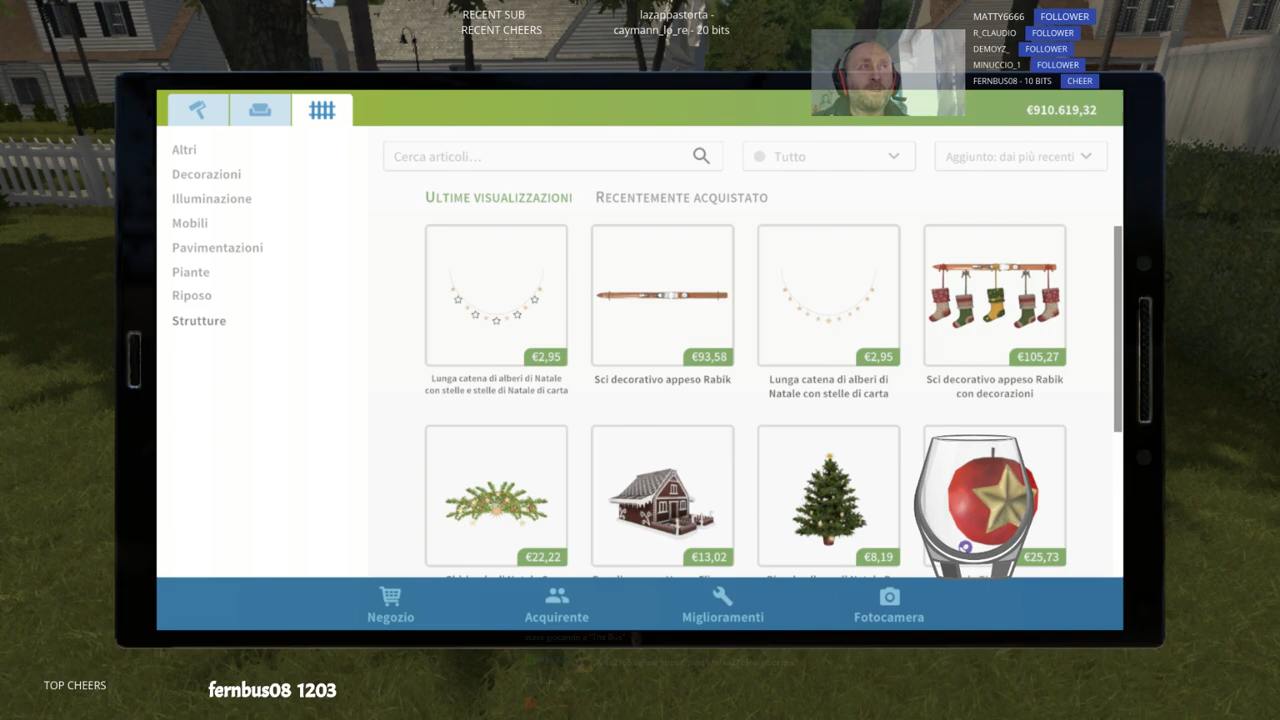 RECENT SUB
RECENT CHEERS
lazappastorta -
caymann_lo_re - 20 bits
MATTY6666 FOLLOWER
R_CLAUDIO FOLLOWER
DEMOYZ_ FOLLOWER
MINUCCIO_1 FOLLOWER
FERNBUS08 - 10 BITS CHEER
€910.619,32
Altri
Decorazioni
Illuminazione
Mobili
Pavimentazioni
Piante
Riposo
Strutture
Cerca articoli...
Tutto
Aggiunto: dai più recenti
ULTIME VISUALIZZAZIONI
RECENTEMENTE ACQUISTATO
€2,95
€93,58
€2,95
€105,27
Lunga catena di alberi di Natale
con stelle e stelle di Natale di carta
Sci decorativo appeso Rabik
Lunga catena di alberi di
Natale con stelle di carta
Sci decorativo appeso Rabik
con decorazioni
€22,22
€13,02
€8,19
€25,73
Negozio
Acquirente
Miglioramenti
Fotocamera
TOP CHEERS
fernbus08 1203